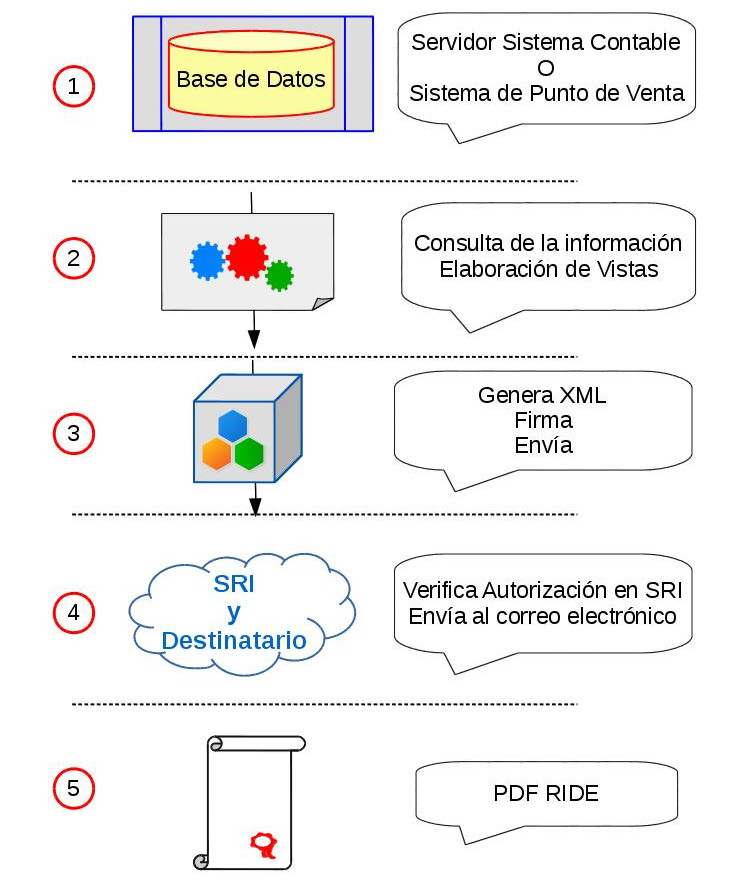 1
Base de Datos
Servidor Sistema Contable
O
Sistema de Punto de Venta
2
Consulta de la información
Elaboración de Vistas
3
Genera XML
Firma
Envía
4
SRI
y
Destinatario
Verifica Autorización en SRI
Envía al correo electrónico
5
PDF RIDE